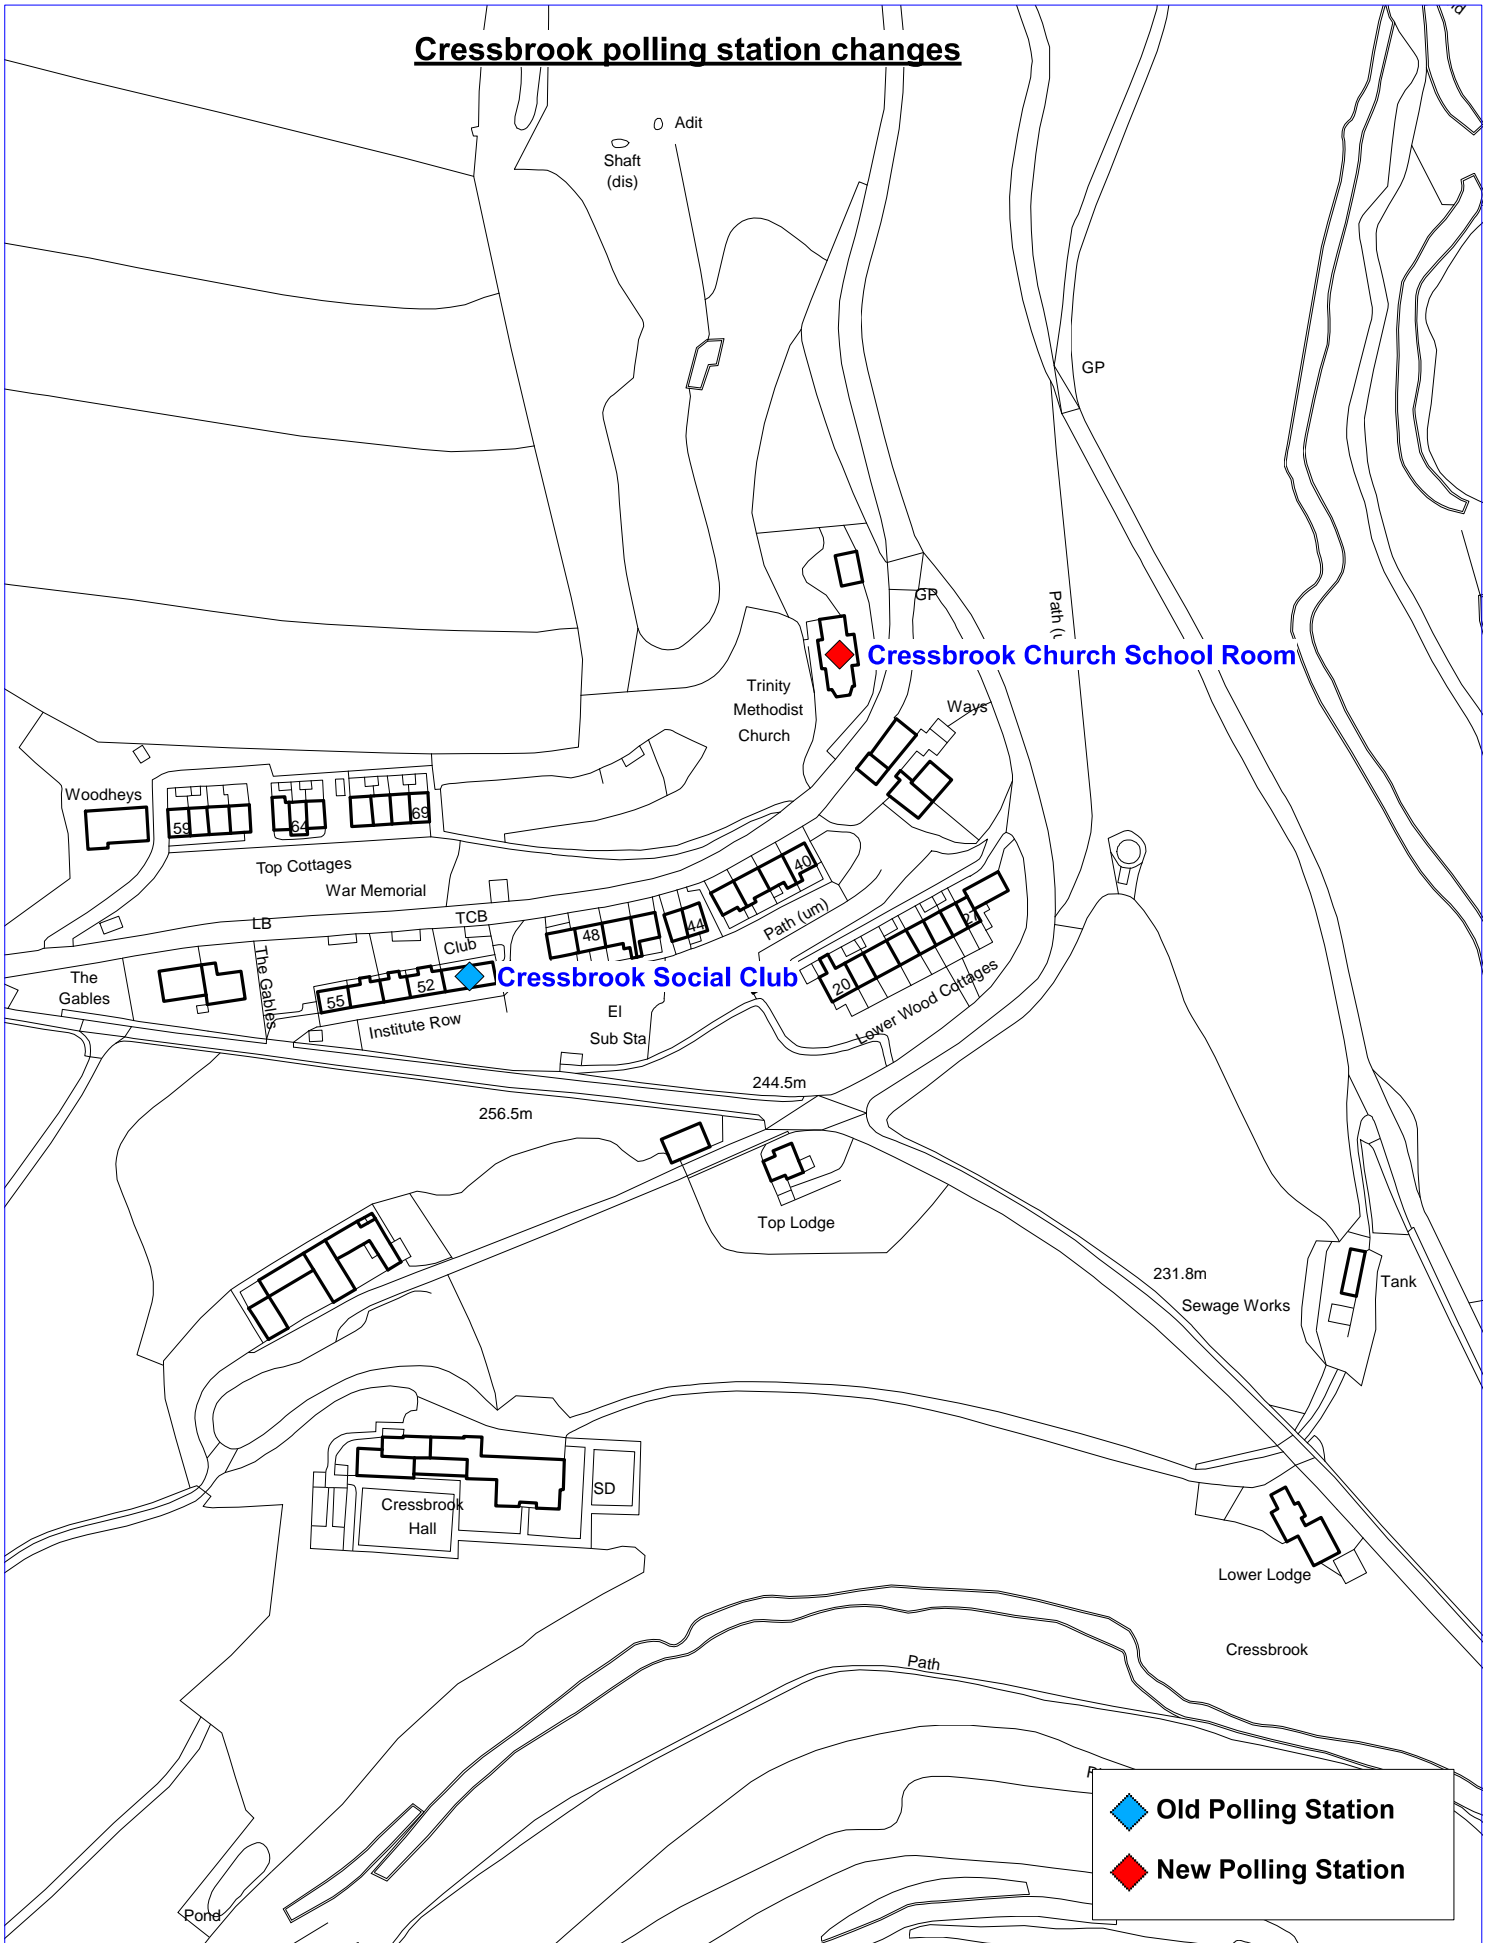 Cressbrook polling station changes
Adit
Shaft
(dis)
GP
GP
Path (u
Cressbrook Church School Room
Trinity
Methodist
Church
Ways
Woodheys
59
64
69
Top Cottages
War Memorial
40
LB
TCB
Path (um)
27
44
48
Club
The Gables
The
Gables
Cressbrook Social Club
52
55
20
Lower Wood Cottages
Institute Row
El
Sub Sta
244.5m
256.5m
Top Lodge
231.8m
Sewage Works
Tank
SD
Cressbrook
Hall
Lower Lodge
Cressbrook
Path
Old Polling Station
New Polling Station
Pond